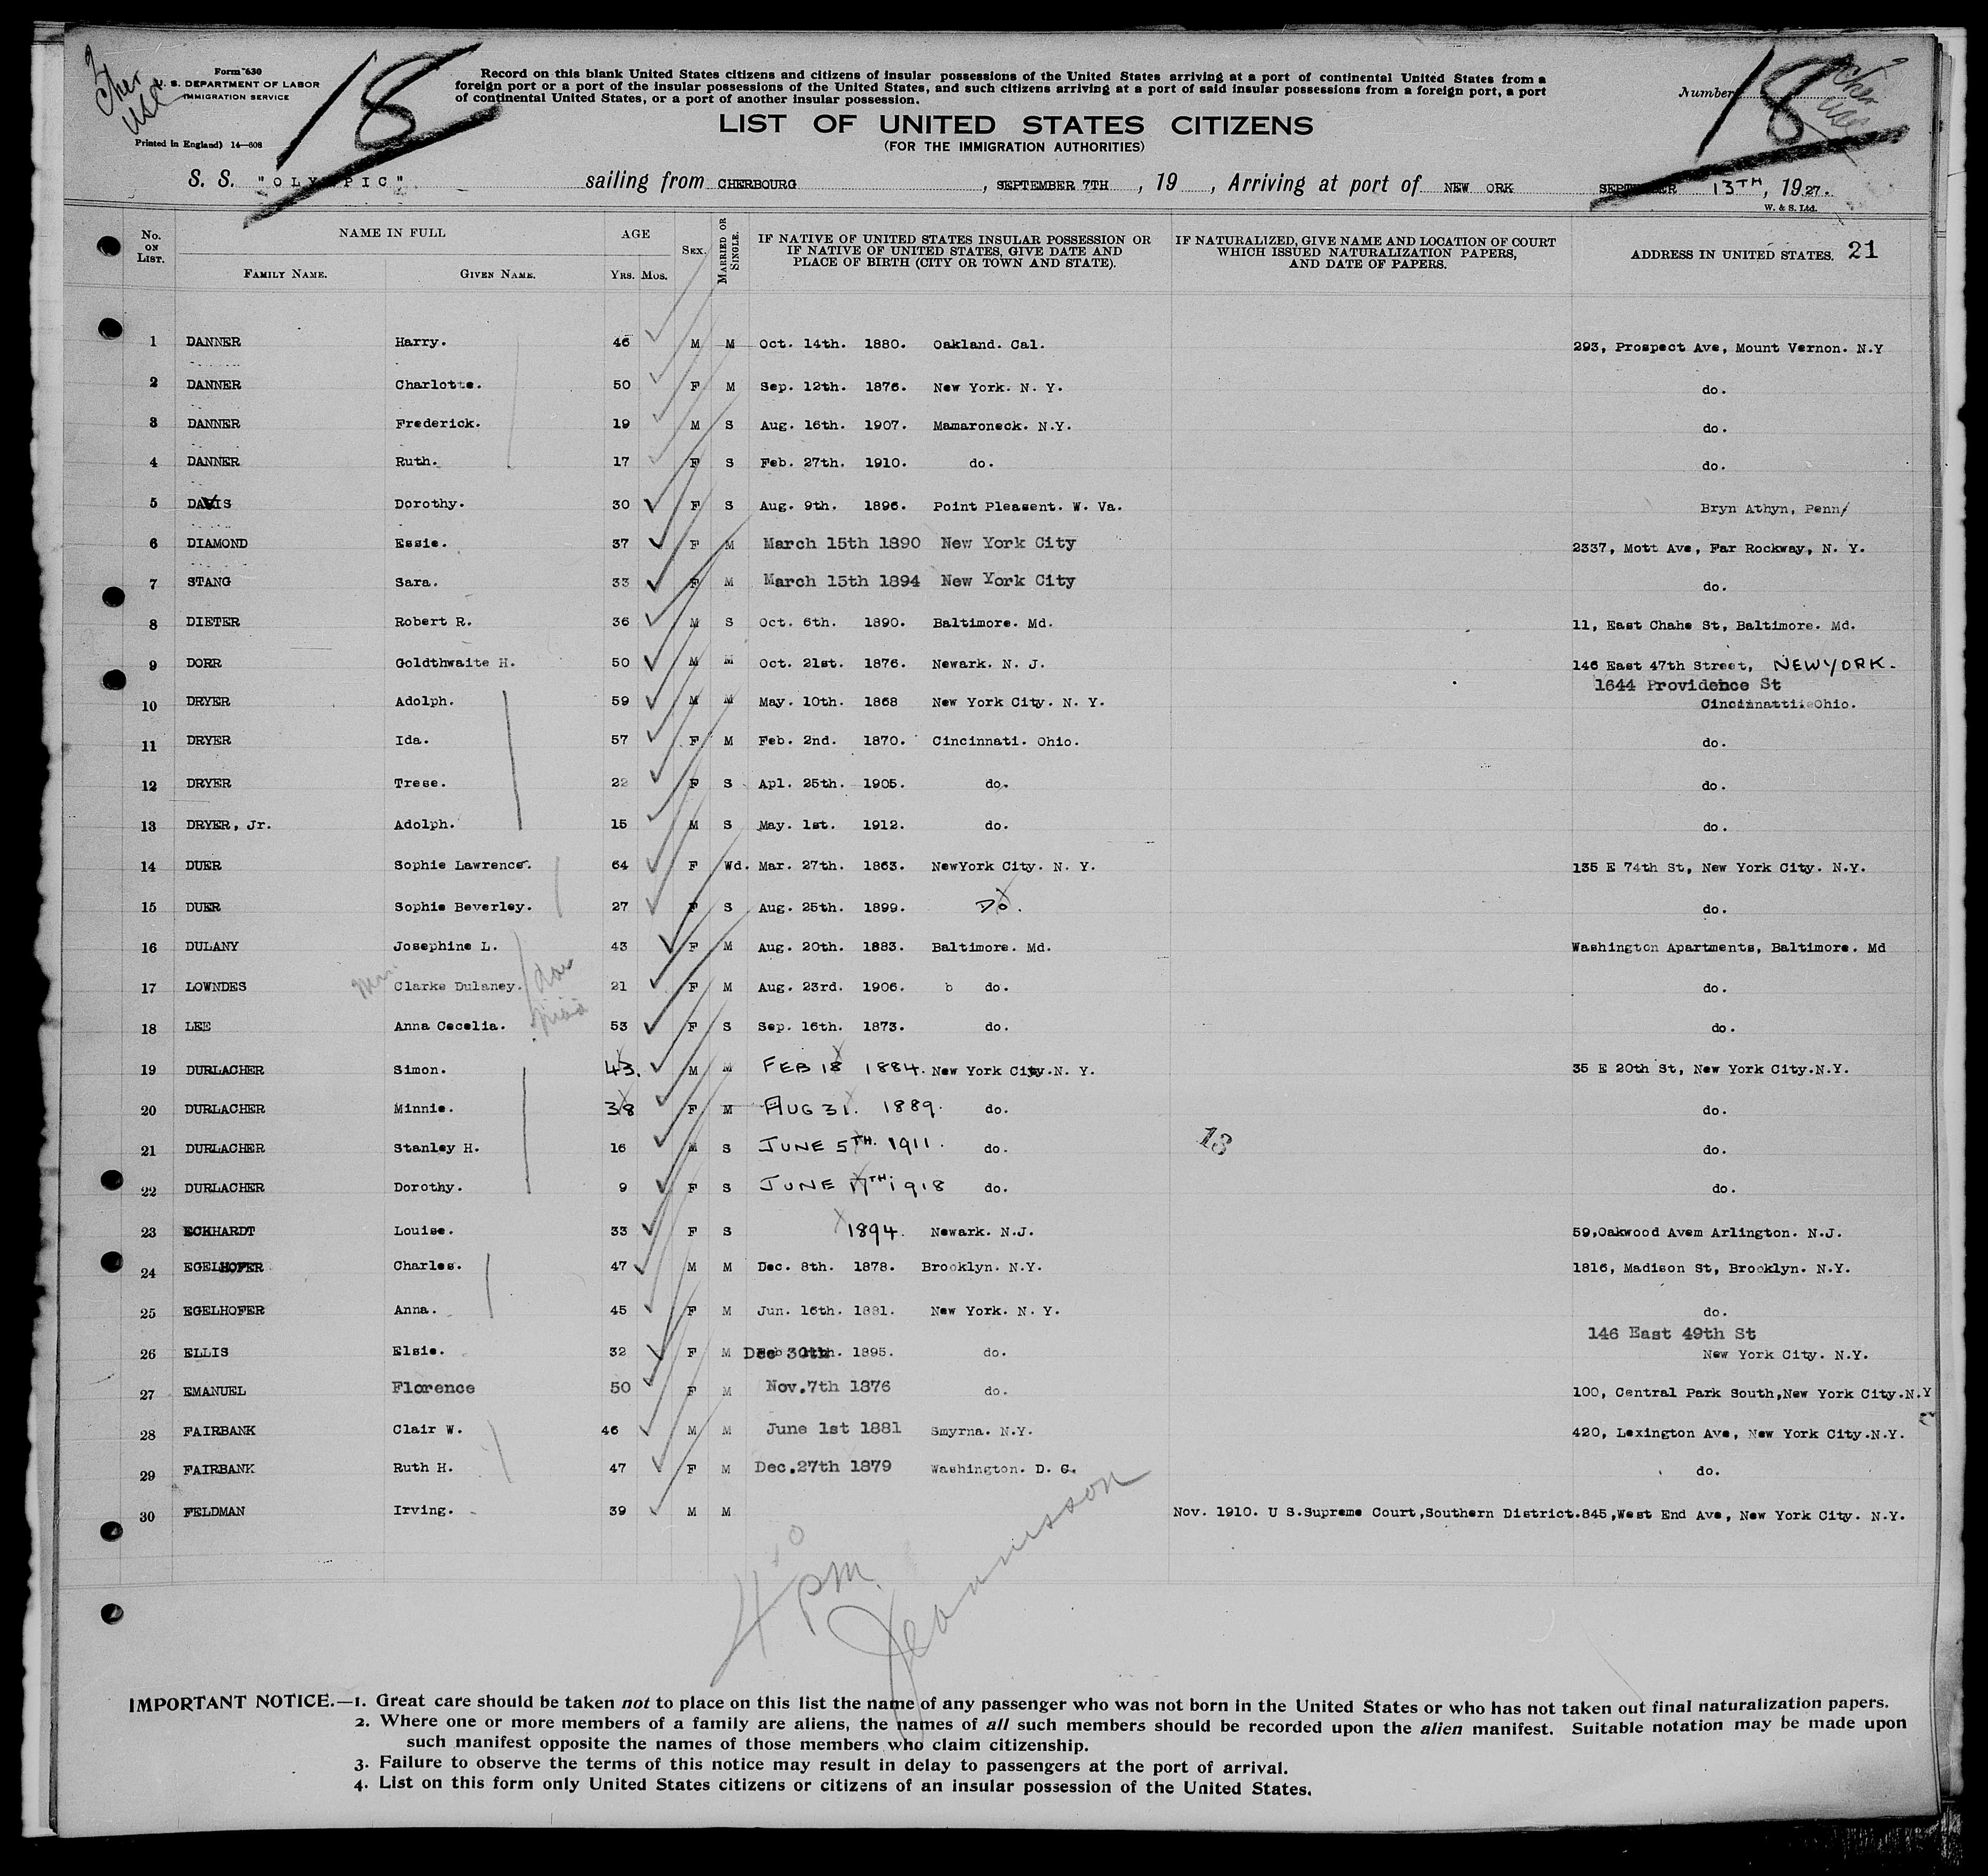 Form 630
S. DEPARTMENT OF LABOR
IMMIGRATION SERVICE
Printed in England) 14—608
Cher
USC
18
Record on this blank United States citizens and citizens of insular possessions of the United States arriving at a port of continental United States from a
foreign port or a port of the insular possessions of the United States, and such citizens arriving at a port of said insular possessions from a foreign port, a port
of continental United States, or a port of another insular possession.
Number
18
Cher
USC
LIST OF UNITED STATES CITIZENS
(FOR THE IMMIGRATION AUTHORITIES)
S. S. "OLYMPIC" sailing from CHERBOURG, SEPTEMBER 7TH, 19 , Arriving at port of NEW ORK SEPTEMBER 13TH, 1927.
W. & S. Ltd.
No. ON LIST. NAME IN FULL AGE SEX. MARRIED OR SINGLE. IF NATIVE OF UNITED STATES INSULAR POSSESSION OR IF NATIVE OF UNITED STATES, GIVE DATE AND PLACE OF BIRTH (CITY OR TOWN AND STATE). IF NATURALIZED, GIVE NAME AND LOCATION OF COURT WHICH ISSUED NATURALIZATION PAPERS, AND DATE OF PAPERS. ADDRESS IN UNITED STATES. 21
FAMILY NAME. GIVEN NAME. YRS. MOS.
1 DANNER Harry. 46 M M Oct. 14th. 1880. Oakland. Cal. 293, Prospect Ave, Mount Vernon. N.Y
2 DANNER Charlotte. 50 F M Sep. 12th. 1876. New York. N. Y. do.
3 DANNER Frederick. 19 M S Aug. 16th. 1907. Mamaroneck. N.Y. do.
4 DANNER Ruth. 17 F S Feb. 27th. 1910. do. do.
5 DAVIS Dorothy. 30 F S Aug. 9th. 1896. Point Pleasent. W. Va. Bryn Athyn, Penn/
6 DIAMOND Essie. 37 F M March 15th 1890 New York City 2337, Mott Ave, Far Rockway, N. Y.
7 STANG Sara. 33 F M March 15th 1894 New York City do.
8 DIETER Robert R. 36 M S Oct. 6th. 1890. Baltimore. Md. 11, East Chahe St, Baltimore. Md.
9 DORR Goldthwaite H. 50 M M Oct. 21st. 1876. Newark. N. J. 146 East 47th Street, NEWYORK.
1644 Providence St
10 DRYER Adolph. 59 M M May. 10th. 1868 New York City. N. Y. Cincinnatti Ohio.
11 DRYER Ida. 57 F M Feb. 2nd. 1870. Cincinnati. Ohio. do.
12 DRYER Trese. 22 F S Apl. 25th. 1905. do. do.
13 DRYER, Jr. Adolph. 15 M S May. 1st. 1912. do. do.
14 DUER Sophie Lawrence. 64 F Wd. Mar. 27th. 1863. NewYork City. N. Y. 135 E 74th St, New York City. N.Y.
15 DUER Sophie Beverley. 27 F S Aug. 25th. 1899. Do. do.
16 DULANY Josephine L. 43 F M Aug. 20th. 1883. Baltimore. Md. Washington Apartments, Baltimore. Md
17 LOWNDES Clarke Dulaney. dau 21 F M Aug. 23rd. 1906. b do. do.
18 LEE Anna Cecelia. 53 F S Sep. 16th. 1873. do. do.
19 DURLACHER Simon. 43. M M FEB 18 1884. New York City.N. Y. 35 E 20th St, New York City.N.Y.
20 DURLACHER Minnie. 38 F M AUG 31. 1889. do. do.
21 DURLACHER Stanley H. 16 M S JUNE 5TH. 1911. do. 13 do.
22 DURLACHER Dorothy. 9 F S JUNE 17TH 1918 do. do.
23 ECKHARDT Louise. 33 F S 1894. Newark. N.J. 59,Oakwood Avem Arlington. N.J.
24 EGELHOFER Charles. 47 M M Dec. 8th. 1878. Brooklyn. N.Y. 1816, Madison St, Brooklyn. N.Y.
25 EGELHOFER Anna. 45 F M Jun. 16th. 1881. New York. N. Y. do.
146 East 49th St
26 ELLIS Elsie. 32 F M Dec 30th. 1895. do. New York City. N.Y.
27 EMANUEL Florence 50 F M Nov.7th 1876 do. 100, Central Park South,New York City.N.Y
28 FAIRBANK Clair W. 46 M M June 1st 1881 Smyrna. N.Y. 420, Lexington Ave, New York City.N.Y.
29 FAIRBANK Ruth H. 47 F M Dec.27th 1879 Washington. D. C. do.
30 FELDMAN Irving. 39 M M Nov. 1910. U S.Supreme Court,Southern District. 845,West End Ave, New York City. N.Y.
4 pm
IMPORTANT NOTICE.—1. Great care should be taken not to place on this list the name of any passenger who was not born in the United States or who has not taken out final naturalization papers.
2. Where one or more members of a family are aliens, the names of all such members should be recorded upon the alien manifest. Suitable notation may be made upon
such manifest opposite the names of those members who claim citizenship.
3. Failure to observe the terms of this notice may result in delay to passengers at the port of arrival.
4. List on this form only United States citizens or citizens of an insular possession of the United States.